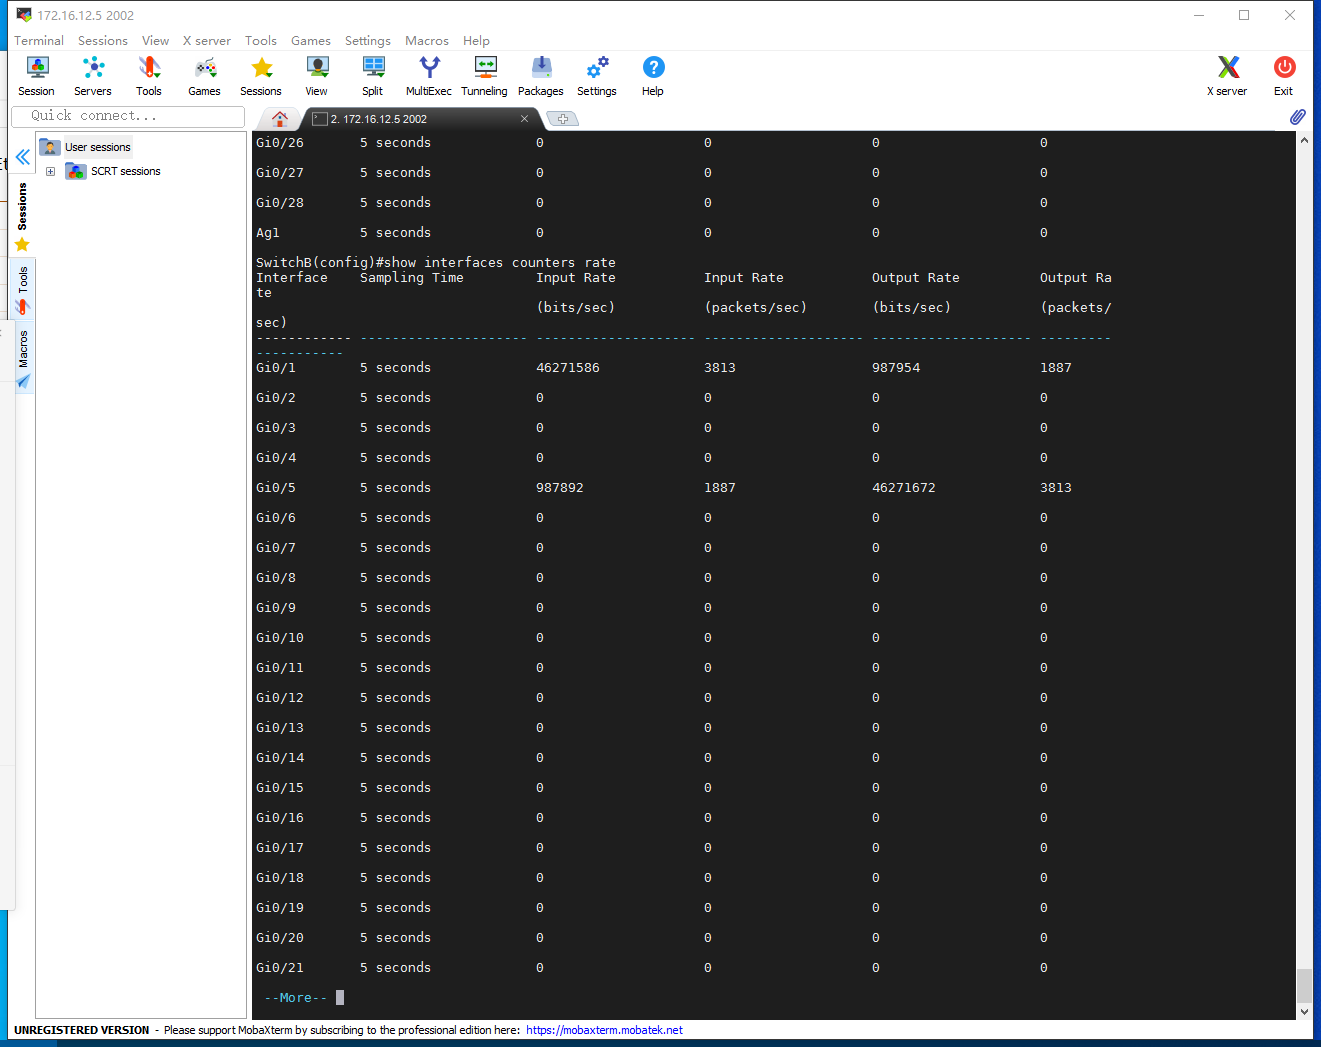 172.16.12.5 2002
Terminal Sessions View X server Tools Games Settings Macros Help
Session Servers Tools Games Sessions View Split MultiExec Tunneling Packages Settings Help X server Exit
Quick connect...
2. 172.16.12.5 2002
User sessions
SCRT sessions
Sessions
Tools
Macros
Gi0/26 5 seconds 0 0 0 0
Gi0/27 5 seconds 0 0 0 0
Gi0/28 5 seconds 0 0 0 0
Ag1 5 seconds 0 0 0 0
SwitchB(config)#show interfaces counters rate
Interface Sampling Time Input Rate Input Rate Output Rate Output Ra
te
(bits/sec) (packets/sec) (bits/sec) (packets/
sec)
------------ --------------------- -------------------- -------------------- -------------------- ---------
-----------
Gi0/1 5 seconds 46271586 3813 987954 1887
Gi0/2 5 seconds 0 0 0 0
Gi0/3 5 seconds 0 0 0 0
Gi0/4 5 seconds 0 0 0 0
Gi0/5 5 seconds 987892 1887 46271672 3813
Gi0/6 5 seconds 0 0 0 0
Gi0/7 5 seconds 0 0 0 0
Gi0/8 5 seconds 0 0 0 0
Gi0/9 5 seconds 0 0 0 0
Gi0/10 5 seconds 0 0 0 0
Gi0/11 5 seconds 0 0 0 0
Gi0/12 5 seconds 0 0 0 0
Gi0/13 5 seconds 0 0 0 0
Gi0/14 5 seconds 0 0 0 0
Gi0/15 5 seconds 0 0 0 0
Gi0/16 5 seconds 0 0 0 0
Gi0/17 5 seconds 0 0 0 0
Gi0/18 5 seconds 0 0 0 0
Gi0/19 5 seconds 0 0 0 0
Gi0/20 5 seconds 0 0 0 0
Gi0/21 5 seconds 0 0 0 0
--More--
UNREGISTERED VERSION - Please support MobaXterm by subscribing to the professional edition here: https://mobaxterm.mobatek.net